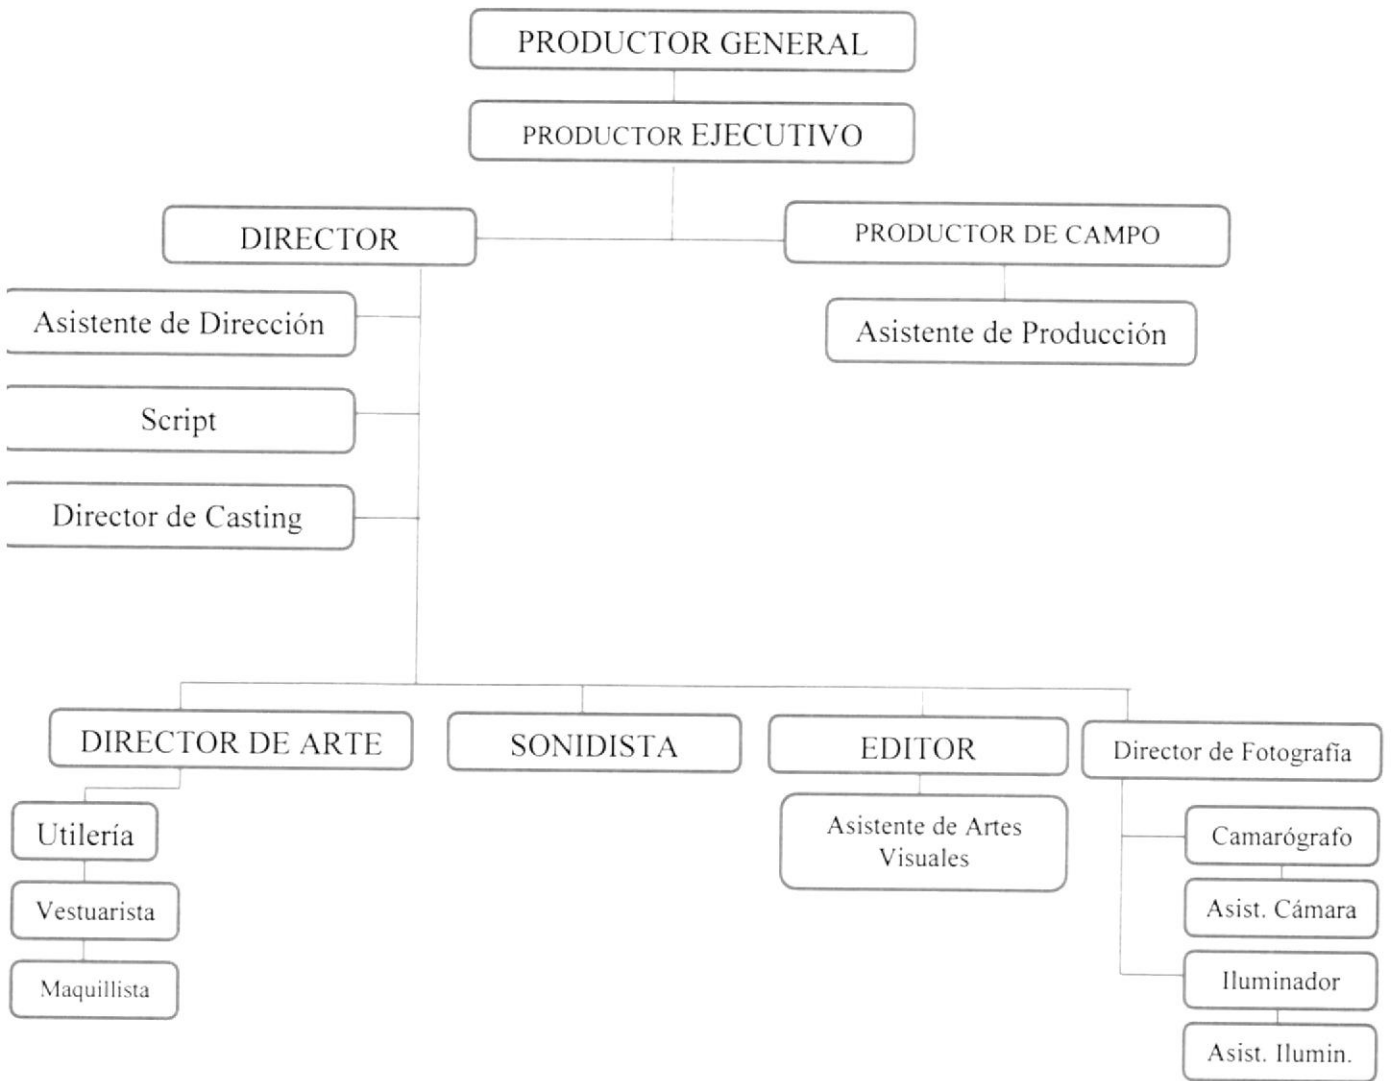 PRODUCTOR GENERAL
PRODUCTOR EJECUTIVO
DIRECTOR
PRODUCTOR DE CAMPO
Asistente de Dirección
Asistente de Producción
Script
Director de Casting
DIRECTOR DE ARTE
SONIDISTA
EDITOR
Director de Fotografía
Utilería
Asistente de Artes
Visuales
Camarógrafo
Vestuarista
Asist. Cámara
Maquillista
Iluminador
Asist. Ilumin.